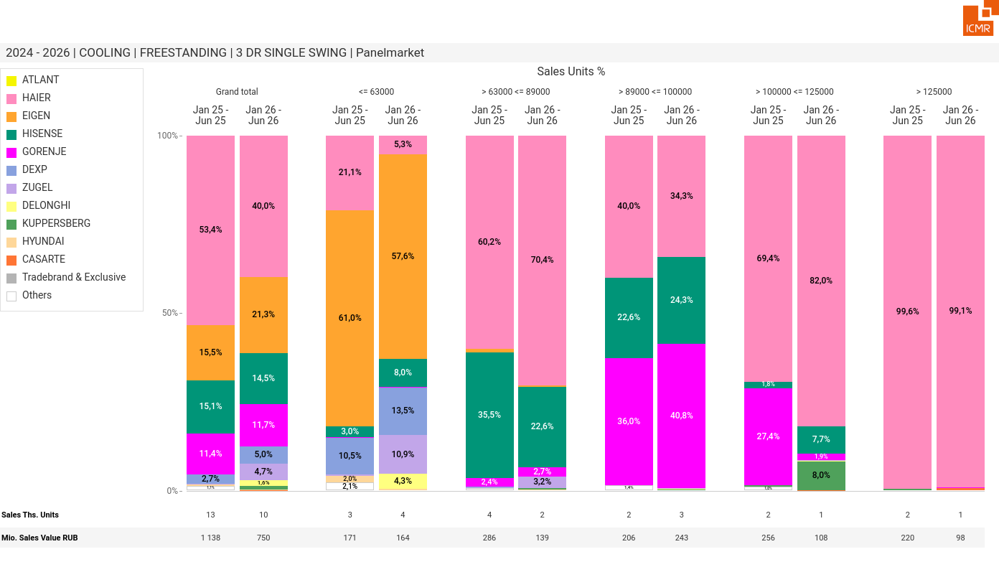 ICMR
2024 - 2026 | COOLING | FREESTANDING | 3 DR SINGLE SWING | Panelmarket
ATLANT
HAIER
EIGEN
HISENSE
GORENJE
DEXP
ZUGEL
DELONGHI
KUPPERSBERG
HYUNDAI
CASARTE
Tradebrand & Exclusive
Others
Sales Units %
Grand total <= 63000 > 63000 <= 89000 > 89000 <= 100000 > 100000 <= 125000 > 125000
Jan 25 - Jan 26 - Jan 25 - Jan 26 - Jan 25 - Jan 26 - Jan 25 - Jan 26 - Jan 25 - Jan 26 - Jan 25 - Jan 26 -
Jun 25 Jun 26 Jun 25 Jun 26 Jun 25 Jun 26 Jun 25 Jun 26 Jun 25 Jun 26 Jun 25 Jun 26
100%
50%
0%
53,4%
15,5%
15,1%
11,4%
2,7%
1,1%
40,0%
21,3%
14,5%
11,7%
5,0%
4,7%
1,6%
21,1%
61,0%
3,0%
10,5%
2,0%
2,1%
5,3%
57,6%
8,0%
13,5%
10,9%
4,3%
60,2%
35,5%
2,4%
70,4%
22,6%
2,7%
3,2%
40,0%
22,6%
36,0%
1,4%
34,3%
24,3%
40,8%
69,4%
1,8%
27,4%
1,0%
82,0%
7,7%
1,9%
8,0%
99,6%
99,1%
Sales Ths. Units 13 10 3 4 4 2 2 3 2 1 2 1
Mio. Sales Value RUB 1 138 750 171 164 286 139 206 243 256 108 220 98